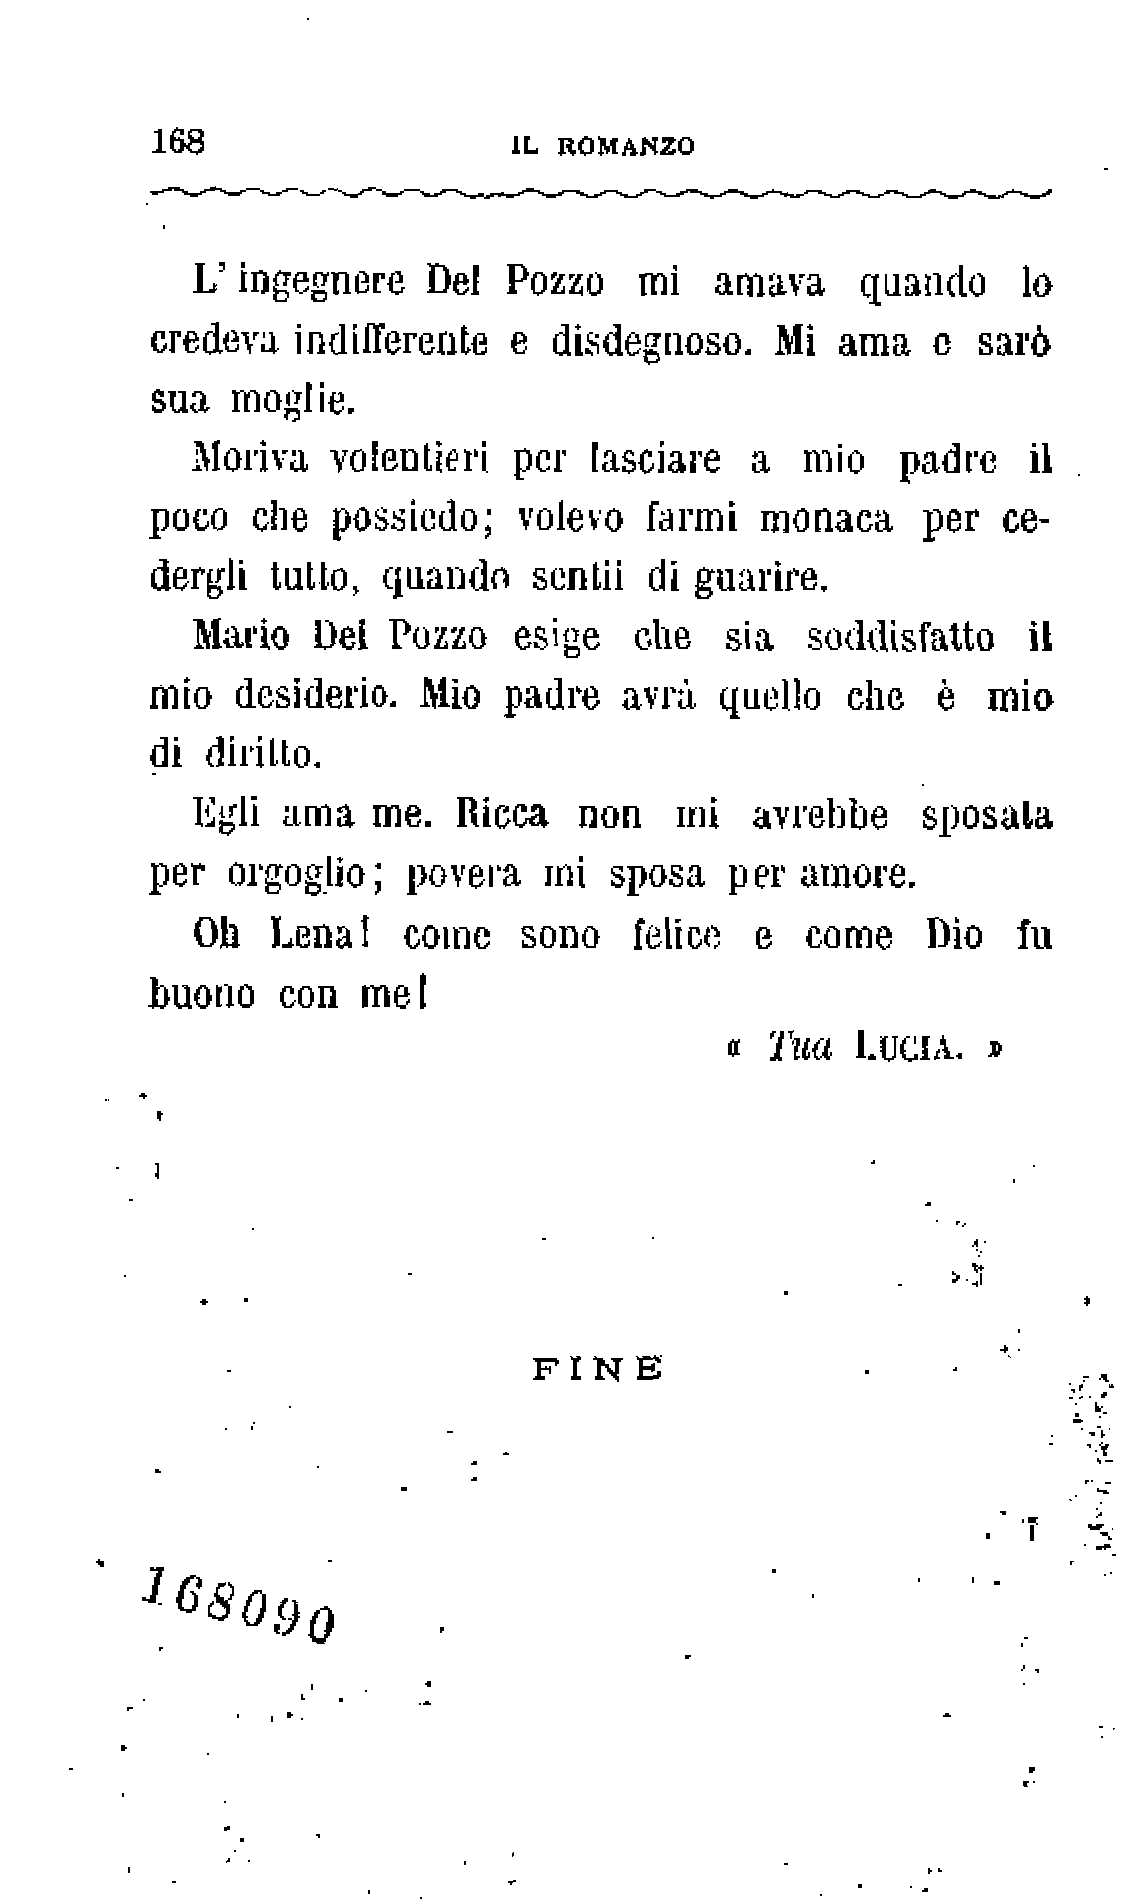 168 IL ROMANZO
L' ingegnere Del Pozzo mi amava quando lo
credeva indifferente e disdegnoso. Mi ama e sarò
sua moglie.
Moriva volentieri per lasciare a mio padre il
poco che possiedo; volevo farmi monaca per ce-
dergli tutto, quando sentii di guarire.
Mario Del Pozzo esige che sia soddisfatto il
mio desiderio. Mio padre avrà quello che è mio
di diritto.
Egli ama me. Ricca non mi avrebbe sposata
per orgoglio; povera mi sposa per amore.
Oh Lena! come sono felice e come Dio fu
buono con me!
« Tua LUCIA. »
FINE
168090